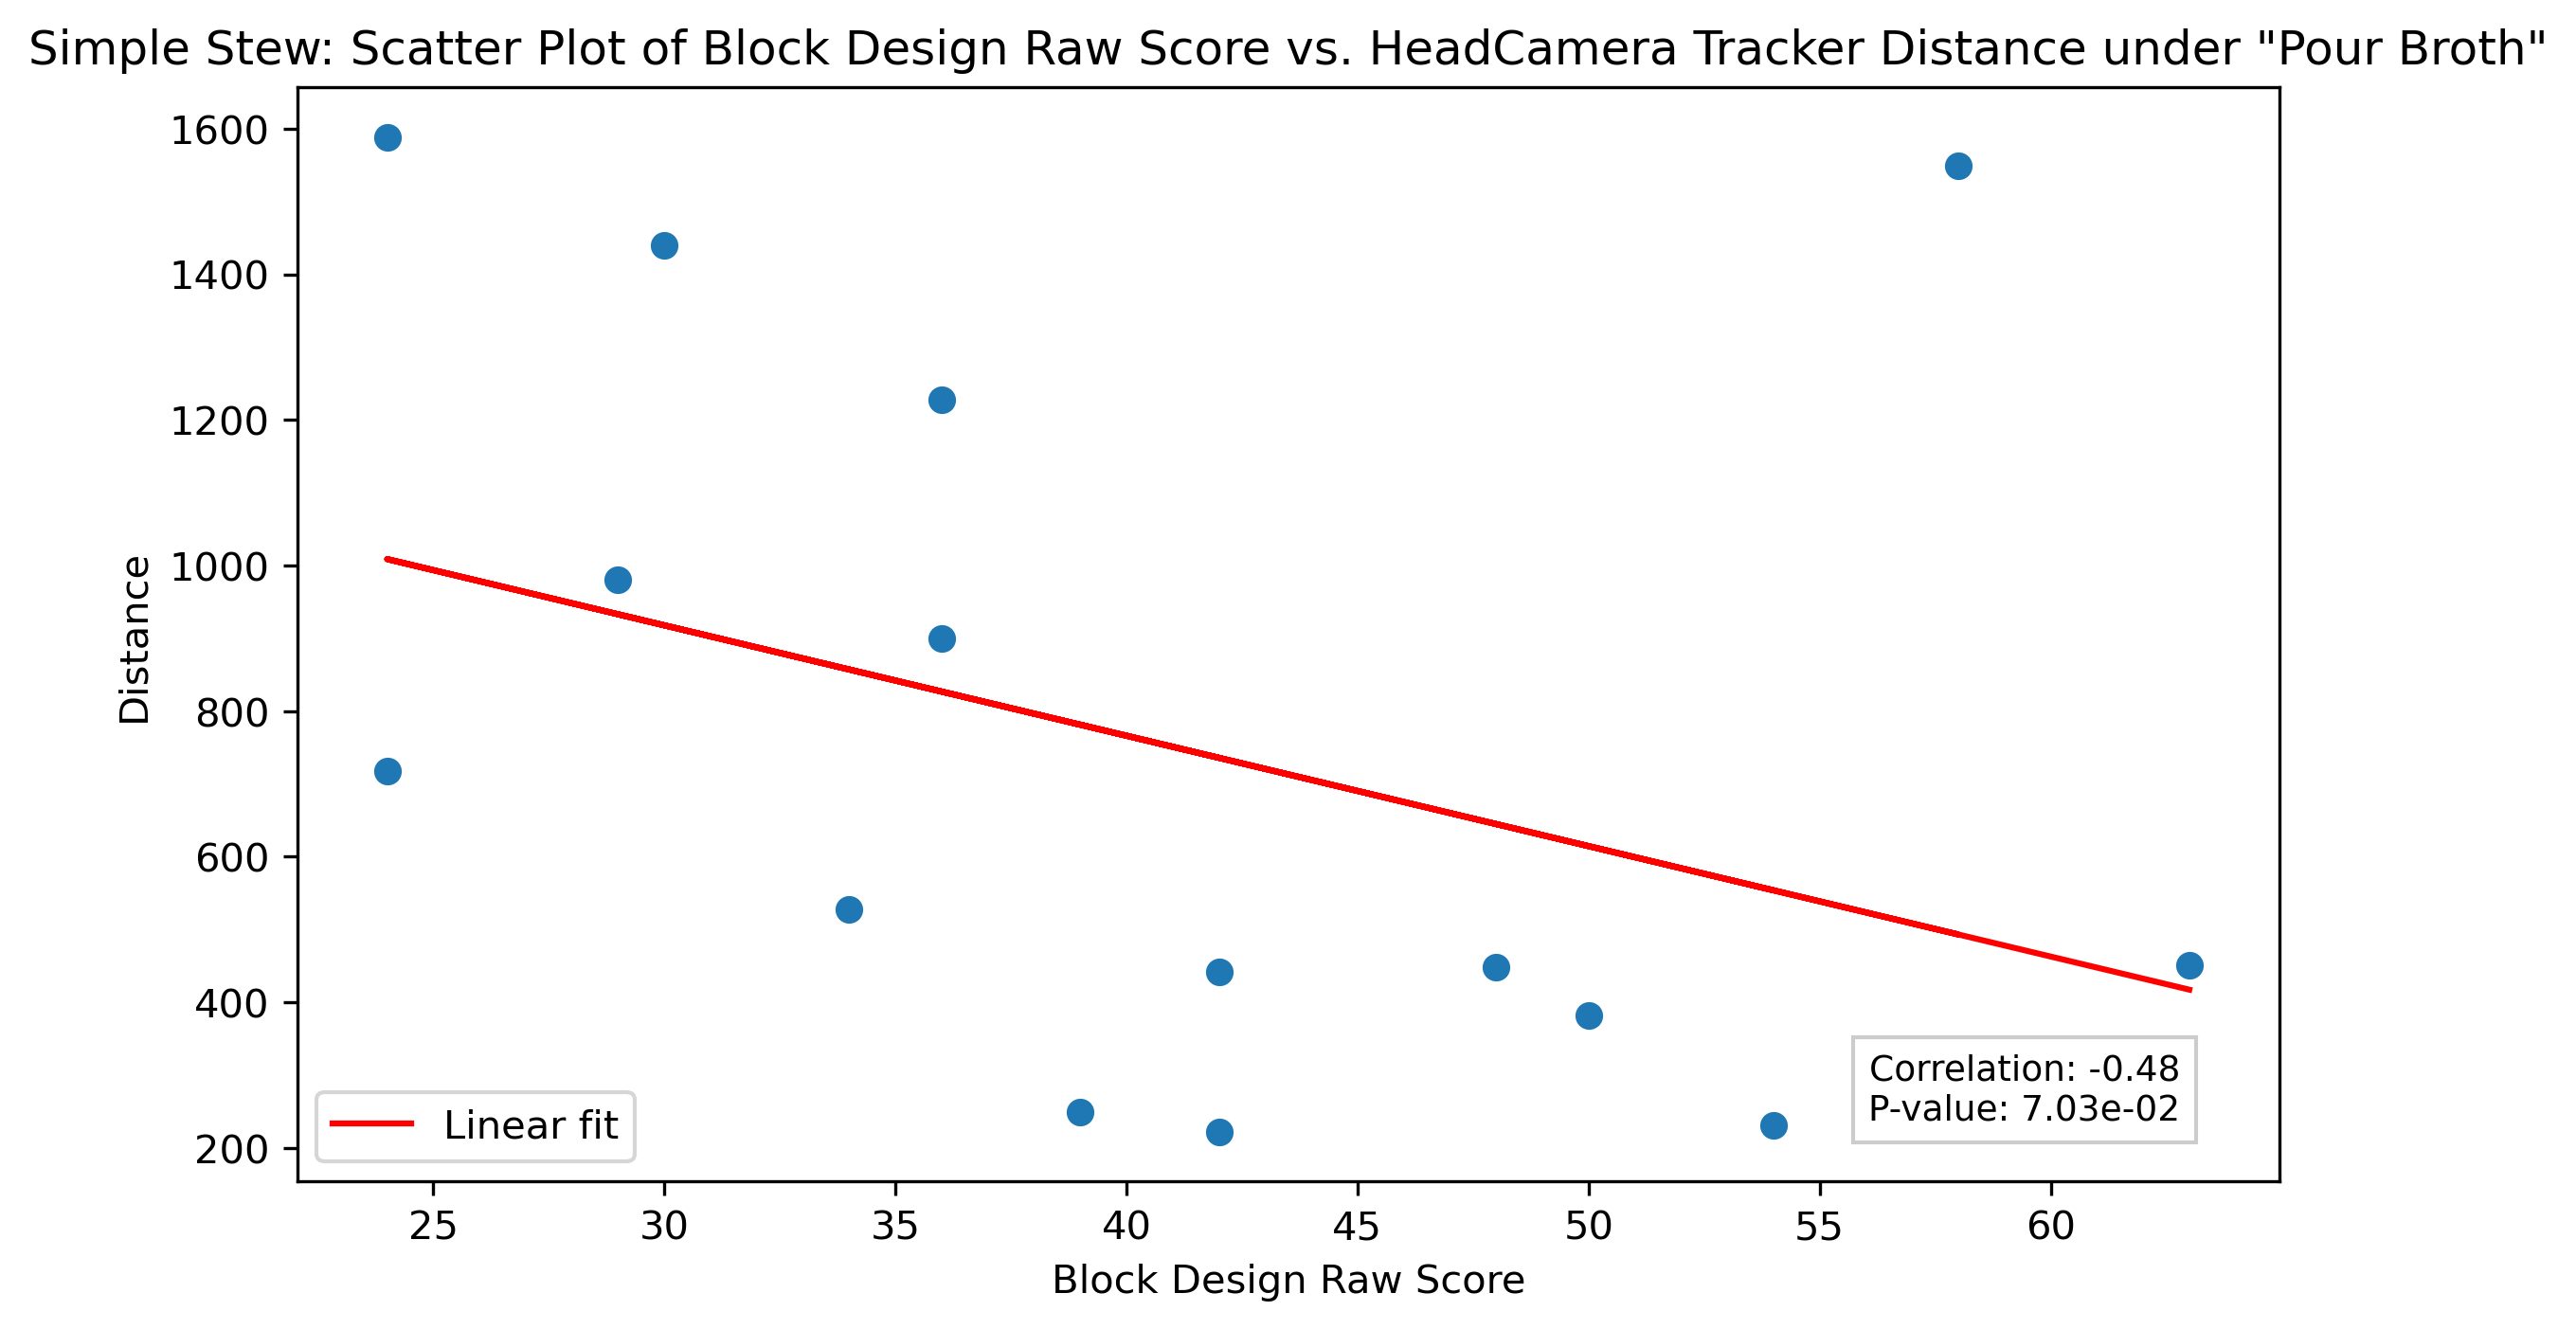 Simple Stew: Scatter Plot of Block Design Raw Score vs. HeadCamera Tracker Distance under "Pour Broth"
1600
1400
1200
1000
800
600
400
200
Distance
Linear fit
Correlation: -0.48
P-value: 7.03e-02
25 30 35 40 45 50 55 60
Block Design Raw Score